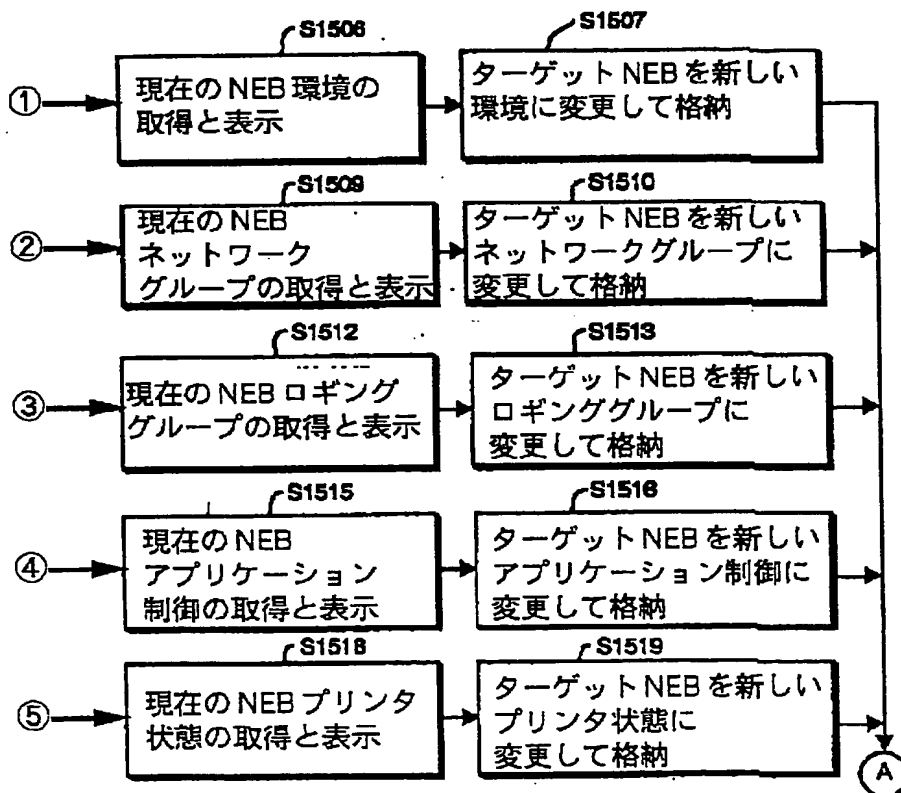 S1506
S1507
①
現在の NEB 環境の
取得と表示
ターゲット NEB を新しい
環境に変更して格納
S1509
S1510
②
現在の NEB
ネットワーク
グループの取得と表示
ターゲット NEB を新しい
ネットワークグループに
変更して格納
S1512
S1513
③
現在の NEB ロギング
グループの取得と表示
ターゲット NEB を新しい
ロギンググループに
変更して格納
S1515
S1516
④
現在の NEB
アプリケーション
制御の取得と表示
ターゲット NEB を新しい
アプリケーション制御に
変更して格納
S1518
S1519
⑤
現在の NEB プリンタ
状態の取得と表示
ターゲット NEB を新しい
プリンタ状態に
変更して格納
A